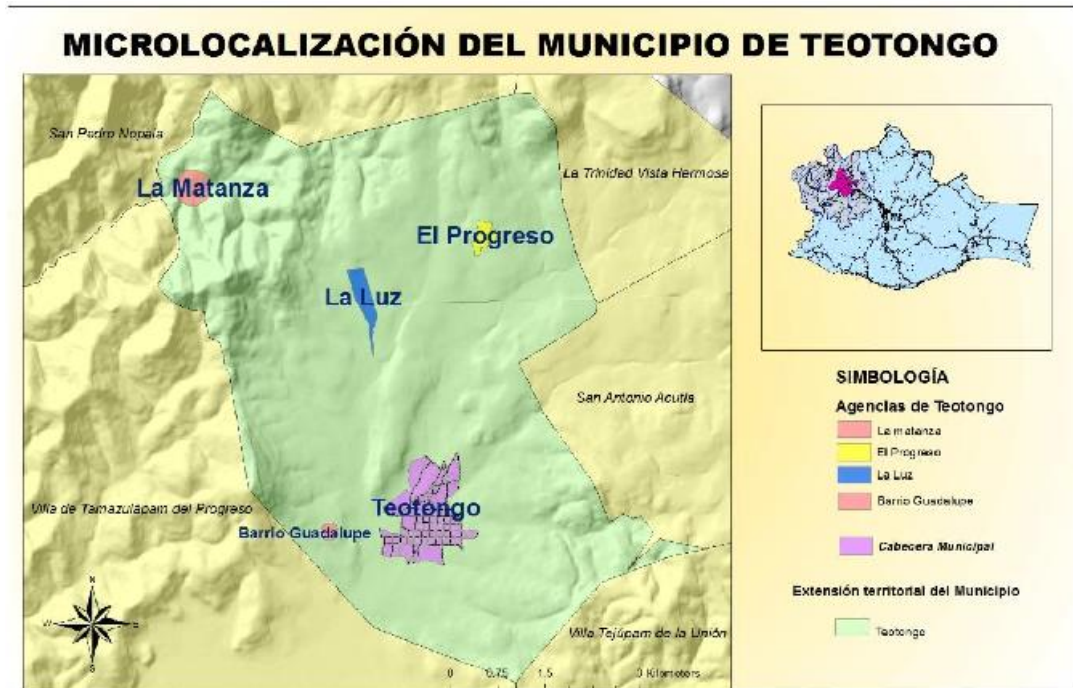 MICROLOCALIZACIÓN DEL MUNICIPIO DE TEOTONGO
San Pedro Nopala
La Trinidad Vista Hermosa
La Matanza
El Progreso
La Luz
San Antonio Acutla
Teotongo
Villa de Tamazulapam del Progreso
Barrio Guadalupe
Villa Tejúpam de la Unión
N
W
E
S
0 0.75 1.5 3 Kilometers
SIMBOLOGÍA
Agencias de Teotongo
La matanza
El Progreso
La Luz
Barrio Guadalupe
Cabecera Municipal
Extensión territorial del Municipio
Teotongo